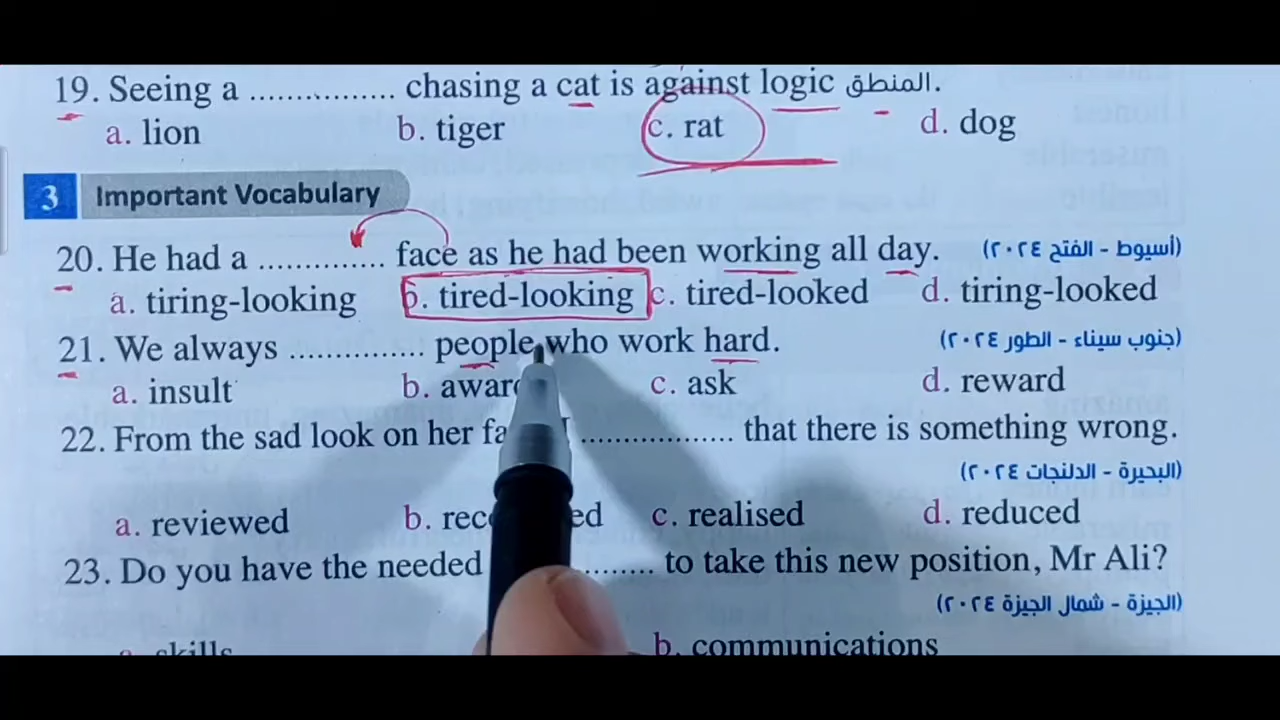 19. Seeing a ................ chasing a cat is against logic المنطق.
a. lion b. tiger c. rat d. dog
3 Important Vocabulary
20. He had a .............. face as he had been working all day. (أسيوط - الفتح ٢٠٢٤)
a. tiring-looking b. tired-looking c. tired-looked d. tiring-looked
21. We always ............... people who work hard. (جنوب سيناء - الطور ٢٠٢٤)
a. insult b. c. ask d. reward
22. From the sad look on her ................. that there is something wrong.
(البحيرة - الدلنجات ٢٠٢٤)
a. reviewed b. c. realised d. reduced
23. Do you have the needed ......... to take this new position, Mr Ali?
(الجيزة - شمال الجيزة ٢٠٢٤)
a. skills b. communications